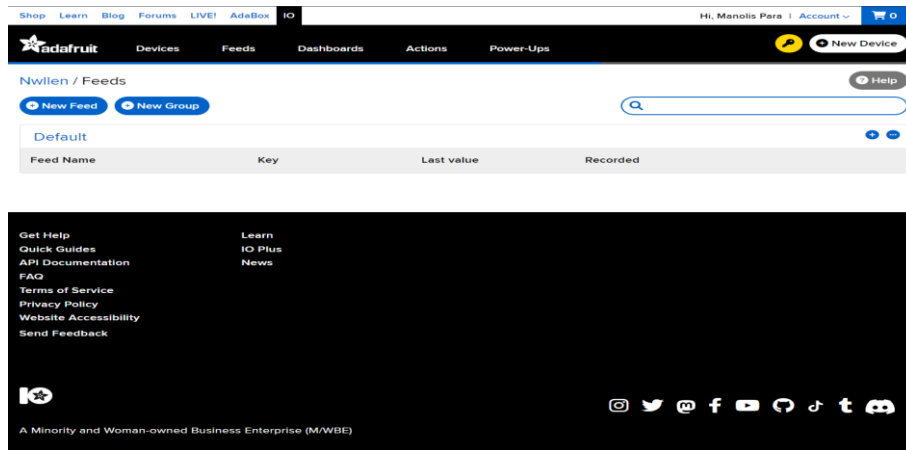 Shop Learn Blog Forums LIVE! AdaBox IO Hi, Manolis Para | Account 0
adafruit Devices Feeds Dashboards Actions Power-Ups New Device
Nwllen / Feeds Help
New Feed New Group
Default
Feed Name Key Last value Recorded
Get Help Learn
Quick Guides IO Plus
API Documentation News
FAQ
Terms of Service
Privacy Policy
Website Accessibility
Send Feedback
IO
A Minority and Woman-owned Business Enterprise (M/WBE)